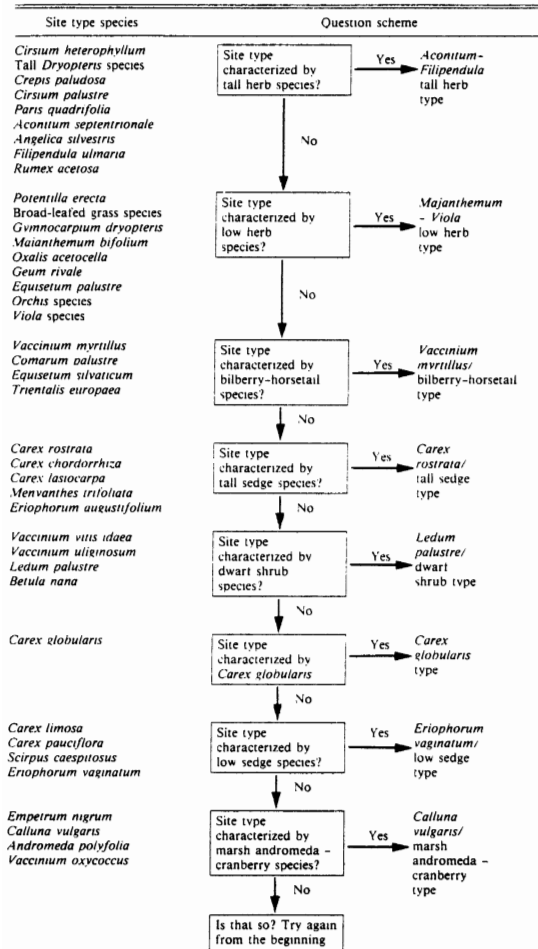 Site type species Question scheme
Cirsium heterophyllum
Tall Dryopteris species
Crepis paludosa
Cirsium palustre
Paris quadrifolia
Aconitum septentrionale
Angelica silvestris
Filipendula ulmaria
Rumex acetosa
Site type
characterized by
tall herb species?
Yes
Aconitum-
Filipendula
tall herb
type
No
Potentilla erecta
Broad-leafed grass species
Gymnocarpium dryopteris
Maianthemum bifolium
Oxalis acetocella
Geum rivale
Equisetum palustre
Orchis species
Viola species
Site type
characterized by
low herb
species?
Yes
Majanthemum
- Viola
low herb
type
No
Vaccinum myrtillus
Comarum palustre
Equisetum silvaticum
Trientalis europaea
Site type
characterized by
bilberry-horsetail
species?
Yes
Vaccinium
myrtillus/
bilberry-horsetail
type
No
Carex rostrata
Carex chordorrhiza
Carex lasiocarpa
Menyanthes trifoliata
Eriophorum augustifolium
Site type
characterized by
tall sedge species?
Yes
Carex
rostrata/
tall sedge
type
No
Vaccinium vitis idaea
Vaccinium uliginosum
Ledum palustre
Betula nana
Site type
characterized by
dwarf shrub
species?
Yes
Ledum
palustre/
dwarf
shrub type
No
Carex globularis
Site type
characterized by
Carex globularis
Yes
Carex
globularis
type
No
Carex limosa
Carex pauciflora
Scirpus caespitosus
Eriophorum vaginatum
Site type
characterized by
low sedge species?
Yes
Eriophorum
vaginatum/
low sedge
type
No
Empetrum nigrum
Calluna vulgaris
Andromeda polyfolia
Vaccinium oxycoccus
Site type
characterized by
marsh andromeda -
cranberry species?
Yes
Calluna
vulgaris/
marsh
andromeda -
cranberry
type
No
Is that so? Try again
from the beginning